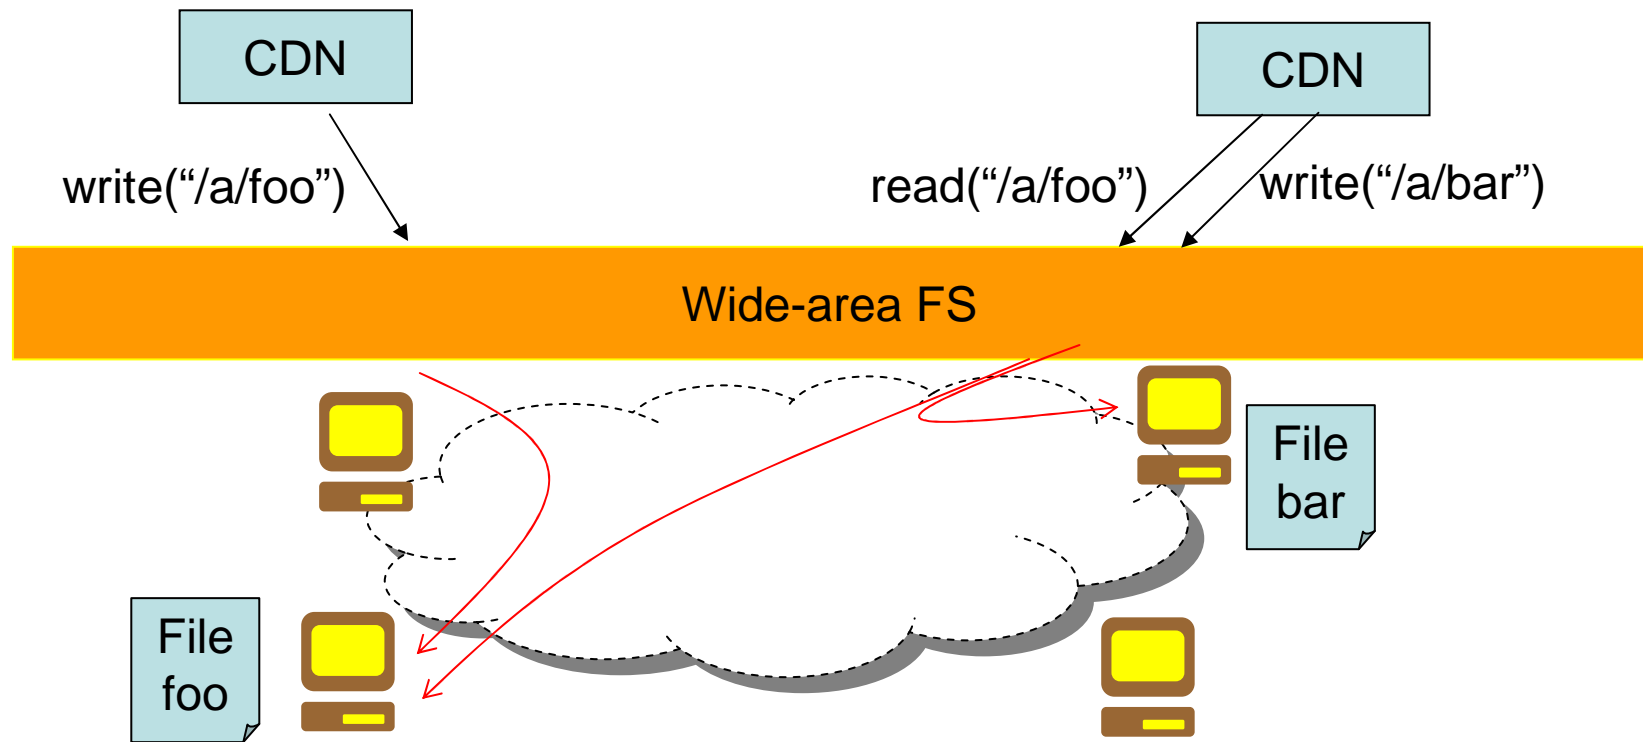 CDN
CDN
write(“/a/foo”)
read(“/a/foo”)
write(“/a/bar”)
Wide-area FS
File
bar
File
foo